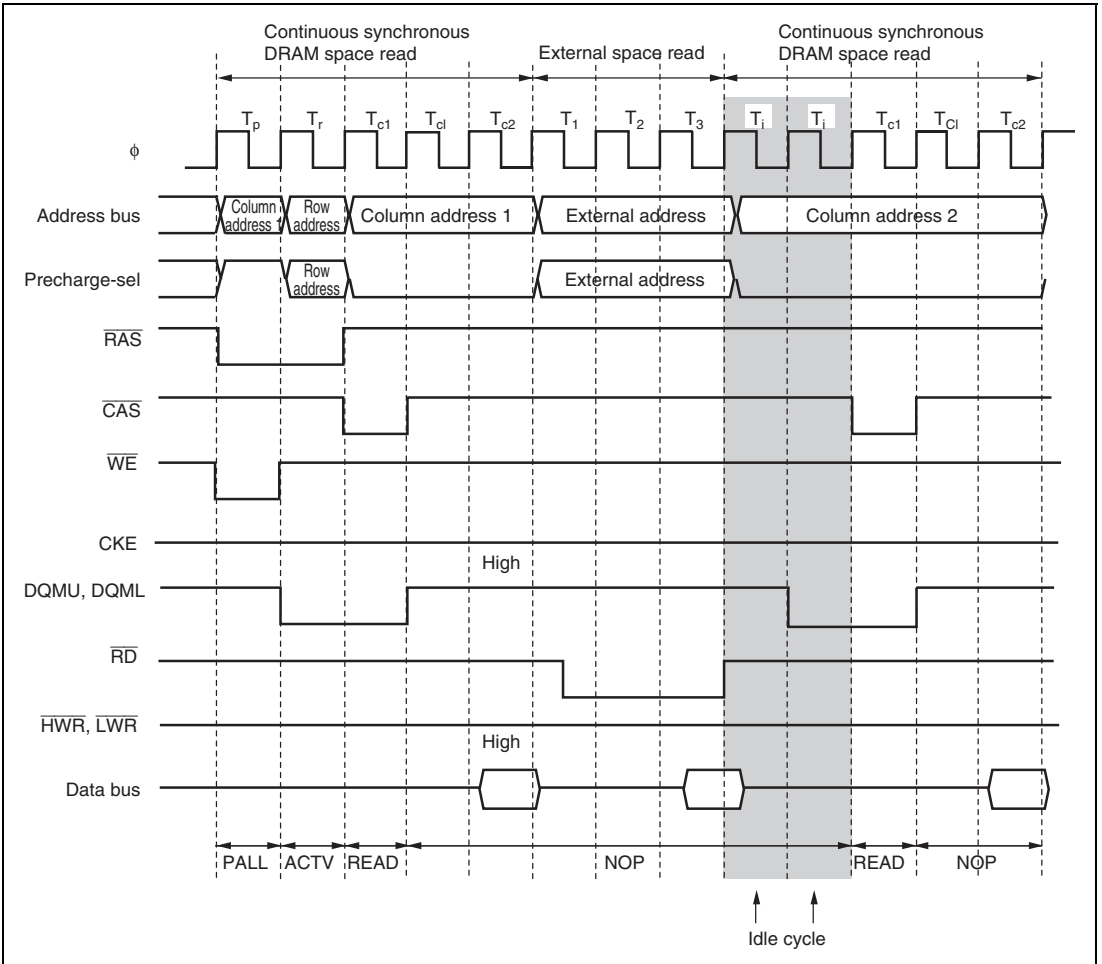 Continuous synchronous
DRAM space read
External space read
Continuous synchronous
DRAM space read
Tp Tr Tc1 Tcl Tc2 T1 T2 T3 Ti Ti Tc1 TCl Tc2
ϕ
Address bus
Column
address 1
Row
address
Column address 1
External address
Column address 2
Precharge-sel
Row
address
External address
RAS
CAS
WE
CKE
High
DQMU, DQML
RD
HWR, LWR
High
Data bus
PALL ACTV READ NOP READ NOP
Idle cycle